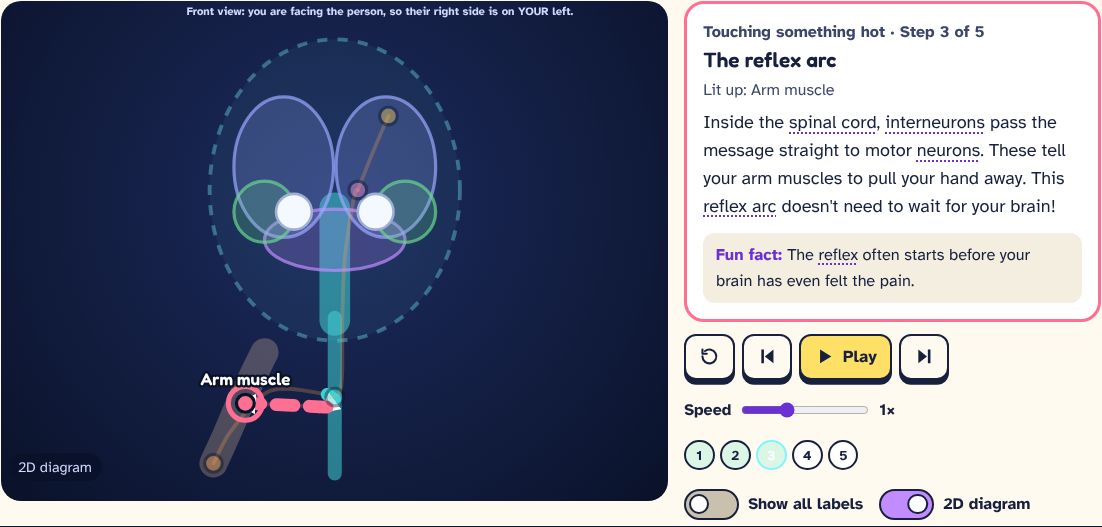 Front view: you are facing the person, so their right side is on YOUR left.
Arm muscle
2D diagram
Touching something hot · Step 3 of 5
The reflex arc
Lit up: Arm muscle
Inside the spinal cord, interneurons pass the
message straight to motor neurons. These tell
your arm muscles to pull your hand away. This
reflex arc doesn't need to wait for your brain!
Fun fact: The reflex often starts before your
brain has even felt the pain.
Play
Speed 1×
1 2 3 4 5
Show all labels 2D diagram